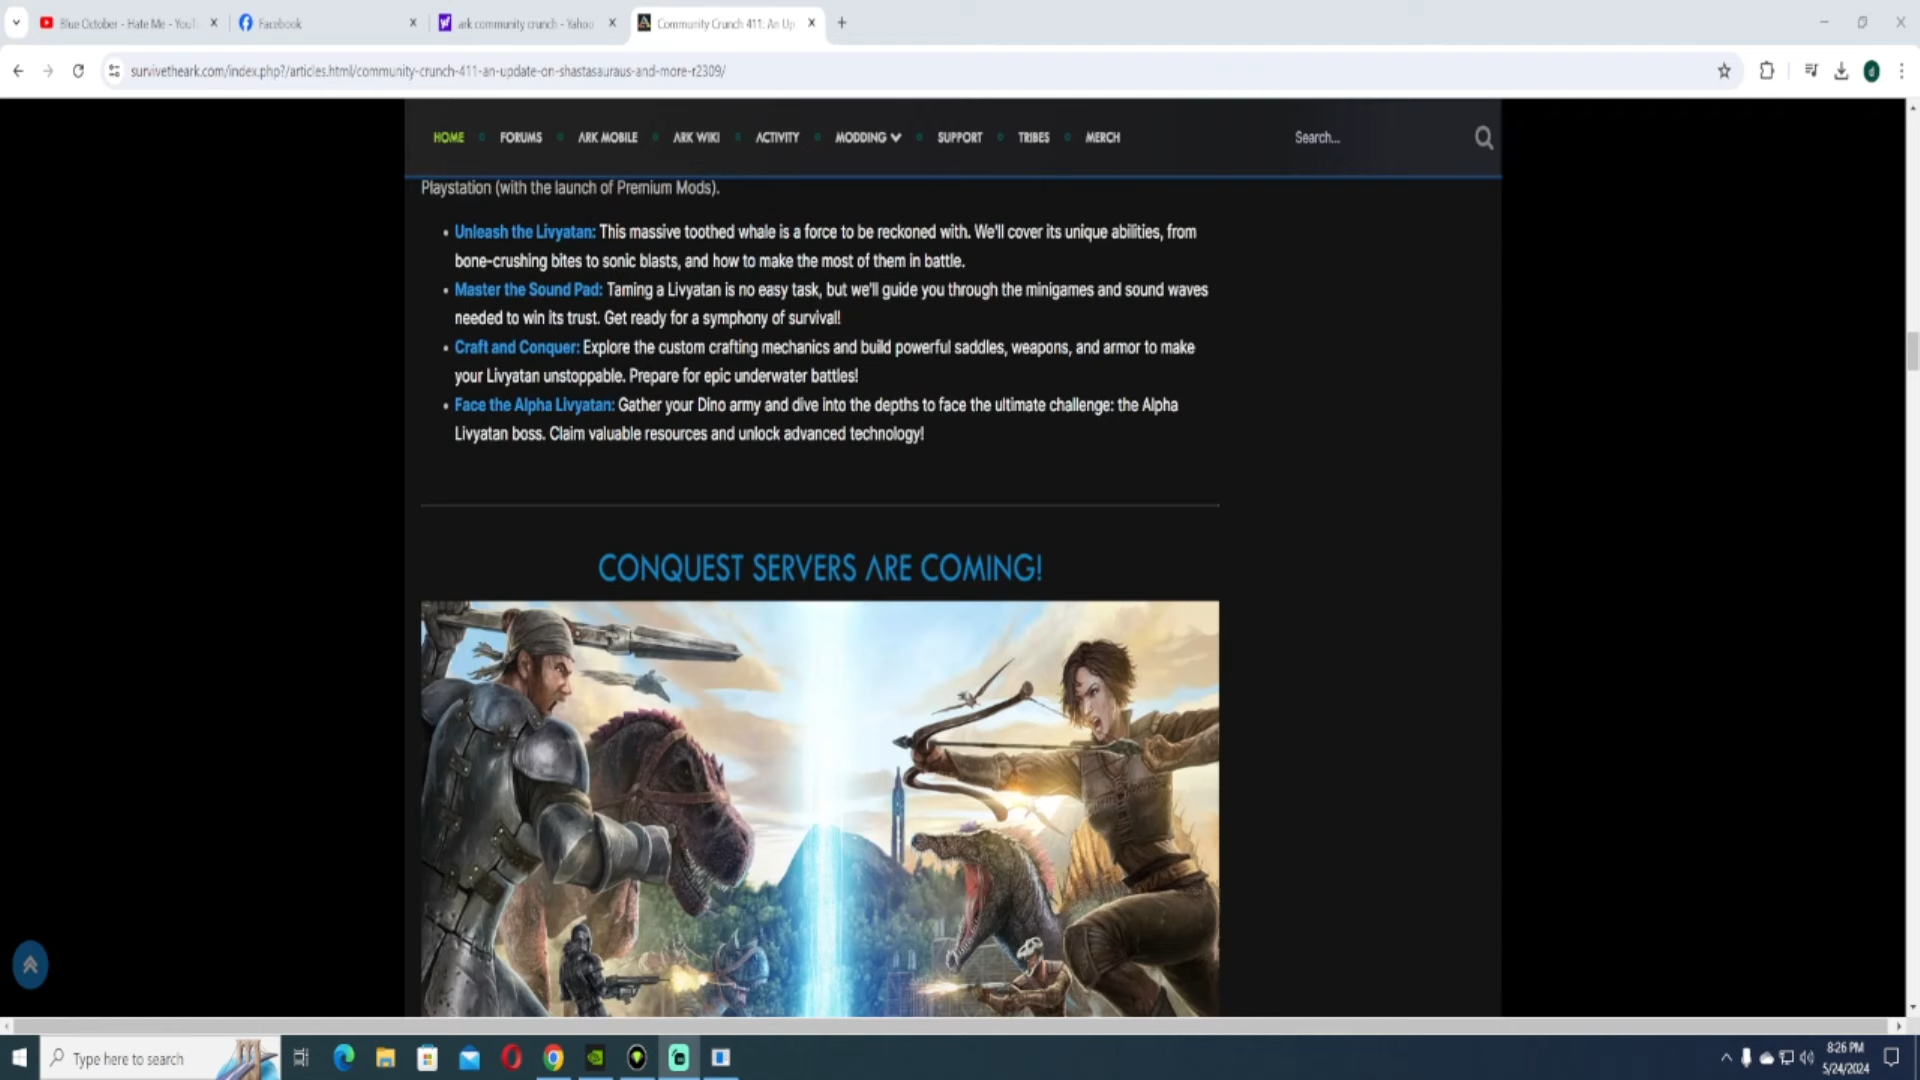 Blue October - Hate Me - YouT
Facebook
ark community crunch - Yahoo
Community Crunch 411: An Up
survivetheark.com/index.php?/articles.html/community-crunch-411-an-update-on-shastasauraus-and-more-r2309/
HOME
FORUMS
ARK MOBILE
ARK WIKI
ACTIVITY
MODDING
SUPPORT
TRIBES
MERCH
Search...
Playstation (with the launch of Premium Mods).
• Unleash the Livyatan: This massive toothed whale is a force to be reckoned with. We'll cover its unique abilities, from
bone-crushing bites to sonic blasts, and how to make the most of them in battle.
• Master the Sound Pad: Taming a Livyatan is no easy task, but we'll guide you through the minigames and sound waves
needed to win its trust. Get ready for a symphony of survival!
• Craft and Conquer: Explore the custom crafting mechanics and build powerful saddles, weapons, and armor to make
your Livyatan unstoppable. Prepare for epic underwater battles!
• Face the Alpha Livyatan: Gather your Dino army and dive into the depths to face the ultimate challenge: the Alpha
Livyatan boss. Claim valuable resources and unlock advanced technology!
CONQUEST SERVERS ARE COMING!
Type here to search
8:26 PM
5/24/2024